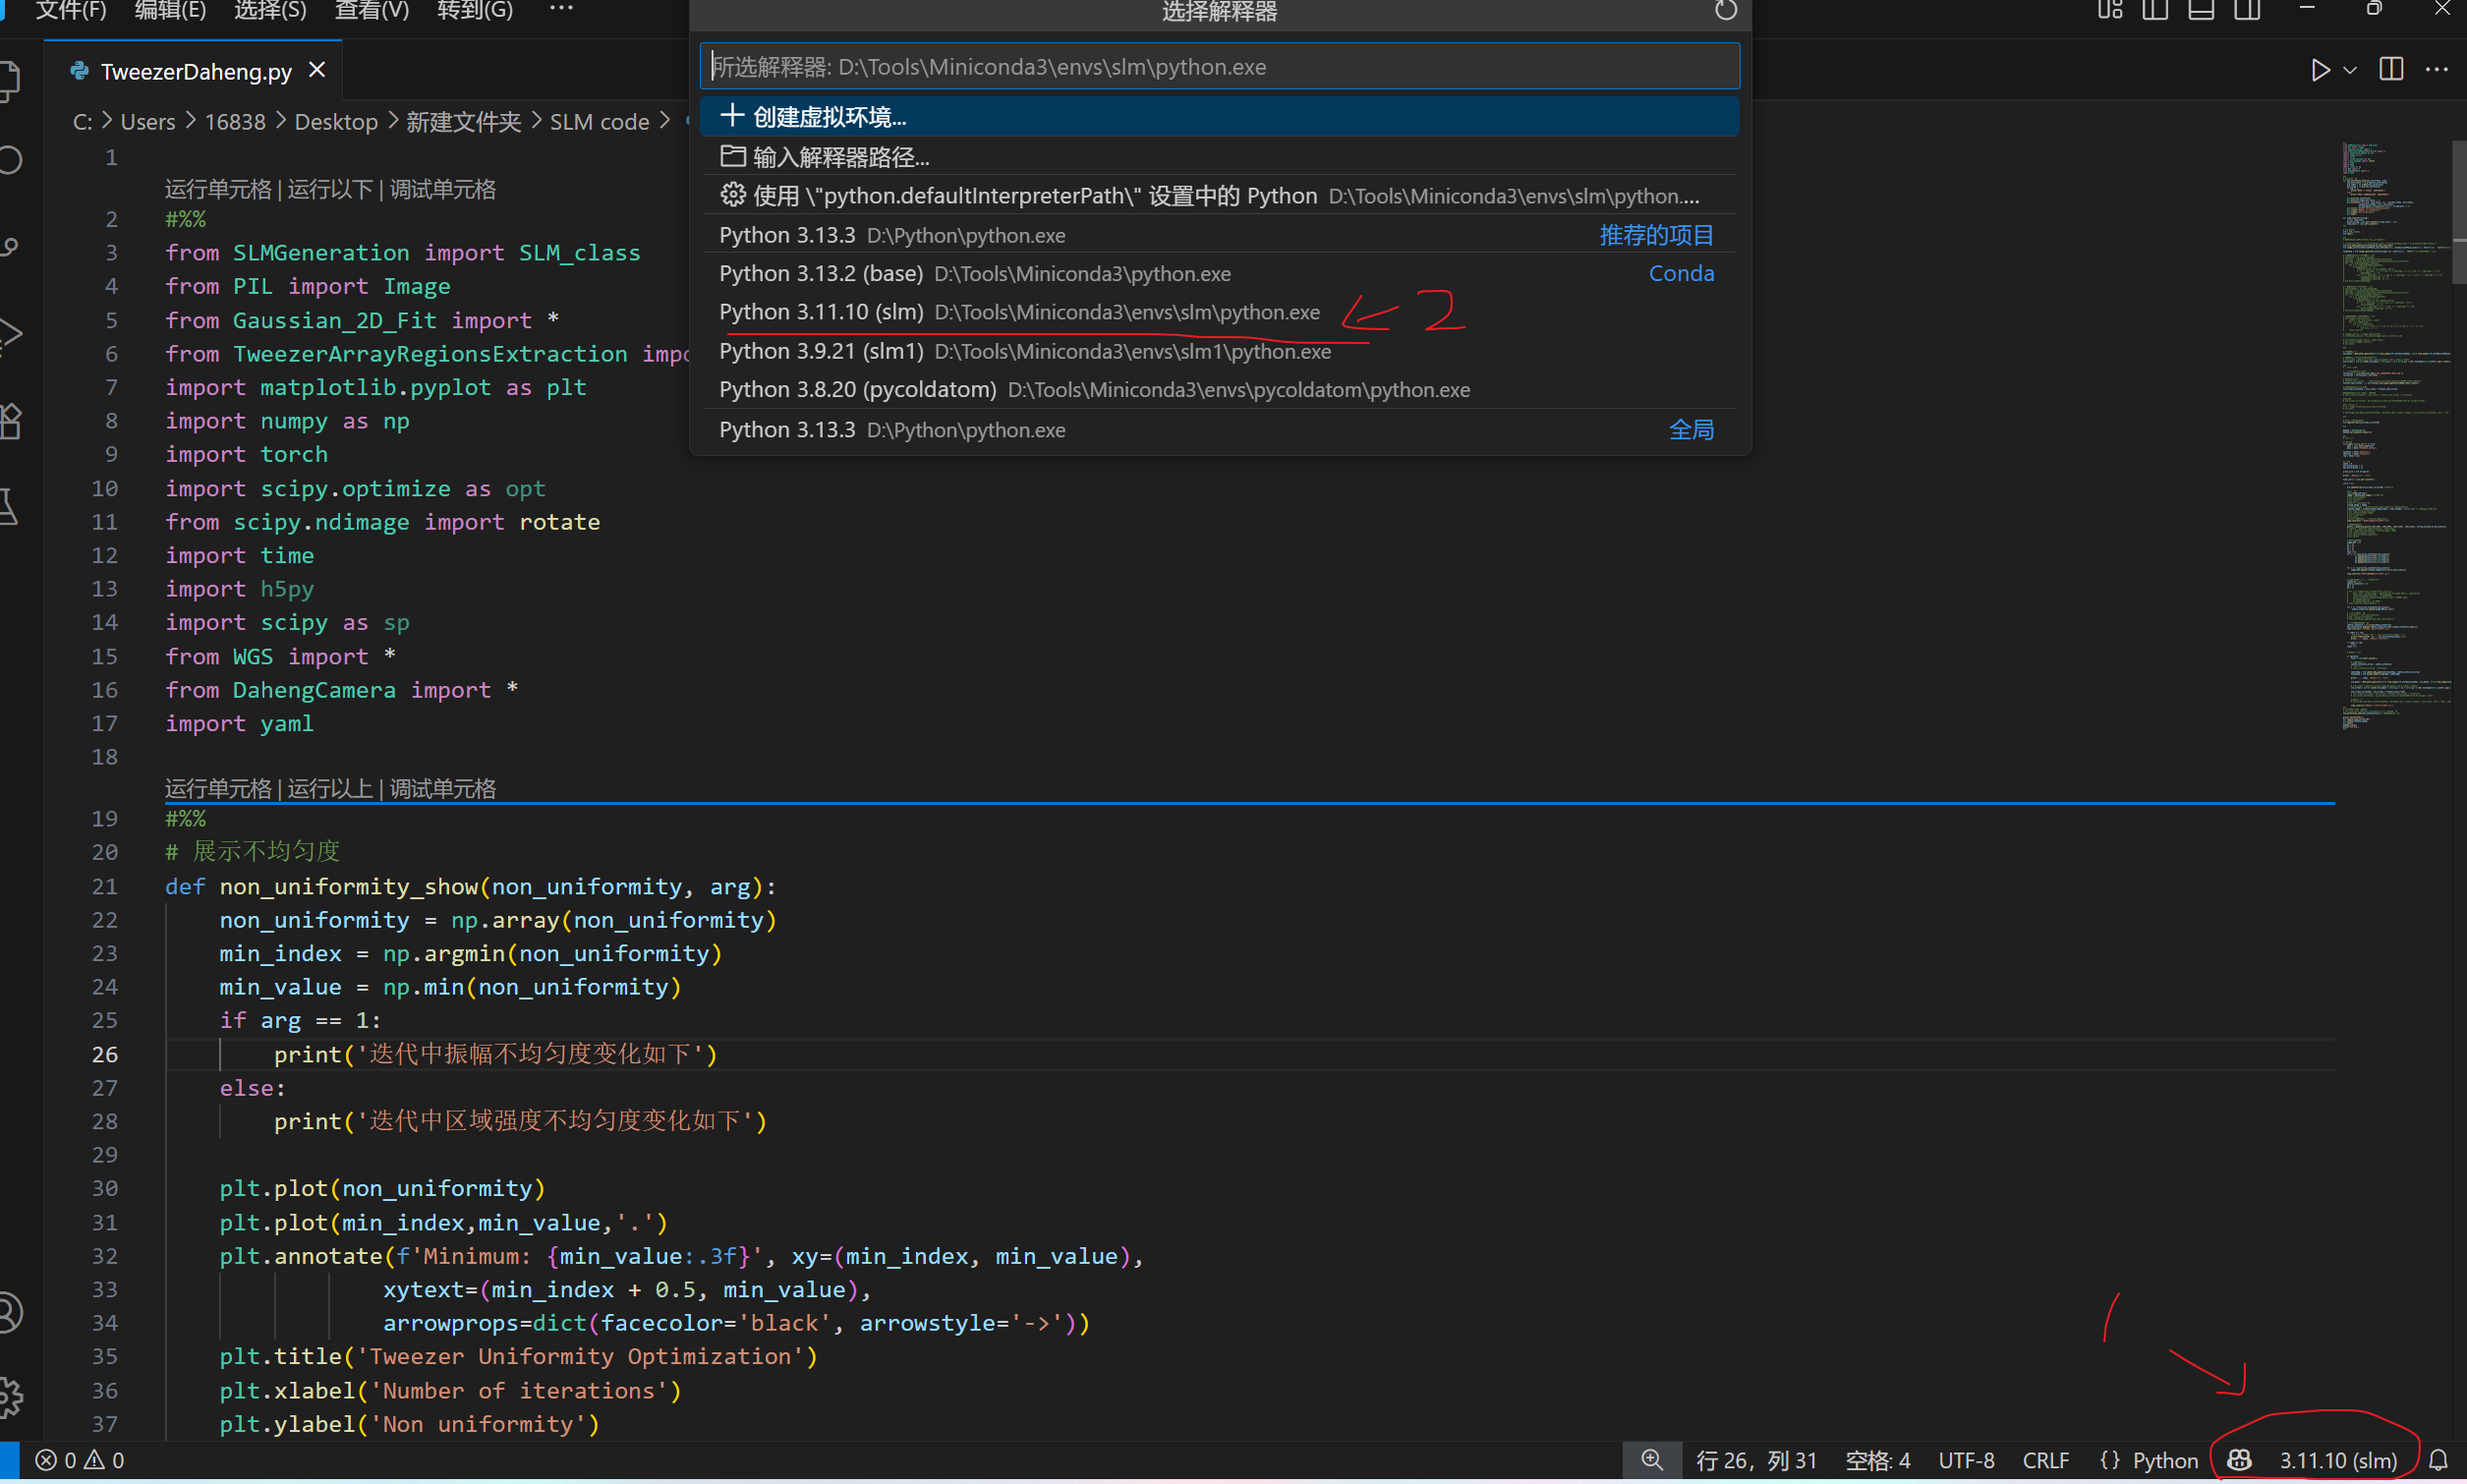 文件(F) 编辑(E) 选择(S) 查看(V) 转到(G) ···
选择解释器
TweezerDaheng.py
所选解释器: D:\Tools\Miniconda3\envs\slm\python.exe
C: > Users > 16838 > Desktop > 新建文件夹 > SLM code >
+ 创建虚拟环境...
输入解释器路径...
使用 \"python.defaultInterpreterPath\" 设置中的 Python D:\Tools\Miniconda3\envs\slm\python....
Python 3.13.3 D:\Python\python.exe 推荐的项目
Python 3.13.2 (base) D:\Tools\Miniconda3\python.exe Conda
Python 3.11.10 (slm) D:\Tools\Miniconda3\envs\slm\python.exe 2
Python 3.9.21 (slm1) D:\Tools\Miniconda3\envs\slm1\python.exe
Python 3.8.20 (pycoldatom) D:\Tools\Miniconda3\envs\pycoldatom\python.exe
Python 3.13.3 D:\Python\python.exe 全局
1
运行单元格 | 运行以下 | 调试单元格
2 #%%
3 from SLMGeneration import SLM_class
4 from PIL import Image
5 from Gaussian_2D_Fit import *
6 from TweezerArrayRegionsExtraction impo
7 import matplotlib.pyplot as plt
8 import numpy as np
9 import torch
10 import scipy.optimize as opt
11 from scipy.ndimage import rotate
12 import time
13 import h5py
14 import scipy as sp
15 from WGS import *
16 from DahengCamera import *
17 import yaml
18
运行单元格 | 运行以上 | 调试单元格
19 #%%
20 # 展示不均匀度
21 def non_uniformity_show(non_uniformity, arg):
22 non_uniformity = np.array(non_uniformity)
23 min_index = np.argmin(non_uniformity)
24 min_value = np.min(non_uniformity)
25 if arg == 1:
26 print('迭代中振幅不均匀度变化如下')
27 else:
28 print('迭代中区域强度不均匀度变化如下')
29
30 plt.plot(non_uniformity)
31 plt.plot(min_index,min_value,'.')
32 plt.annotate(f'Minimum: {min_value:.3f}', xy=(min_index, min_value),
33 xytext=(min_index + 0.5, min_value),
34 arrowprops=dict(facecolor='black', arrowstyle='->'))
35 plt.title('Tweezer Uniformity Optimization')
36 plt.xlabel('Number of iterations')
37 plt.ylabel('Non uniformity')
0 0 行 26，列 31 空格: 4 UTF-8 CRLF {} Python 3.11.10 (slm)